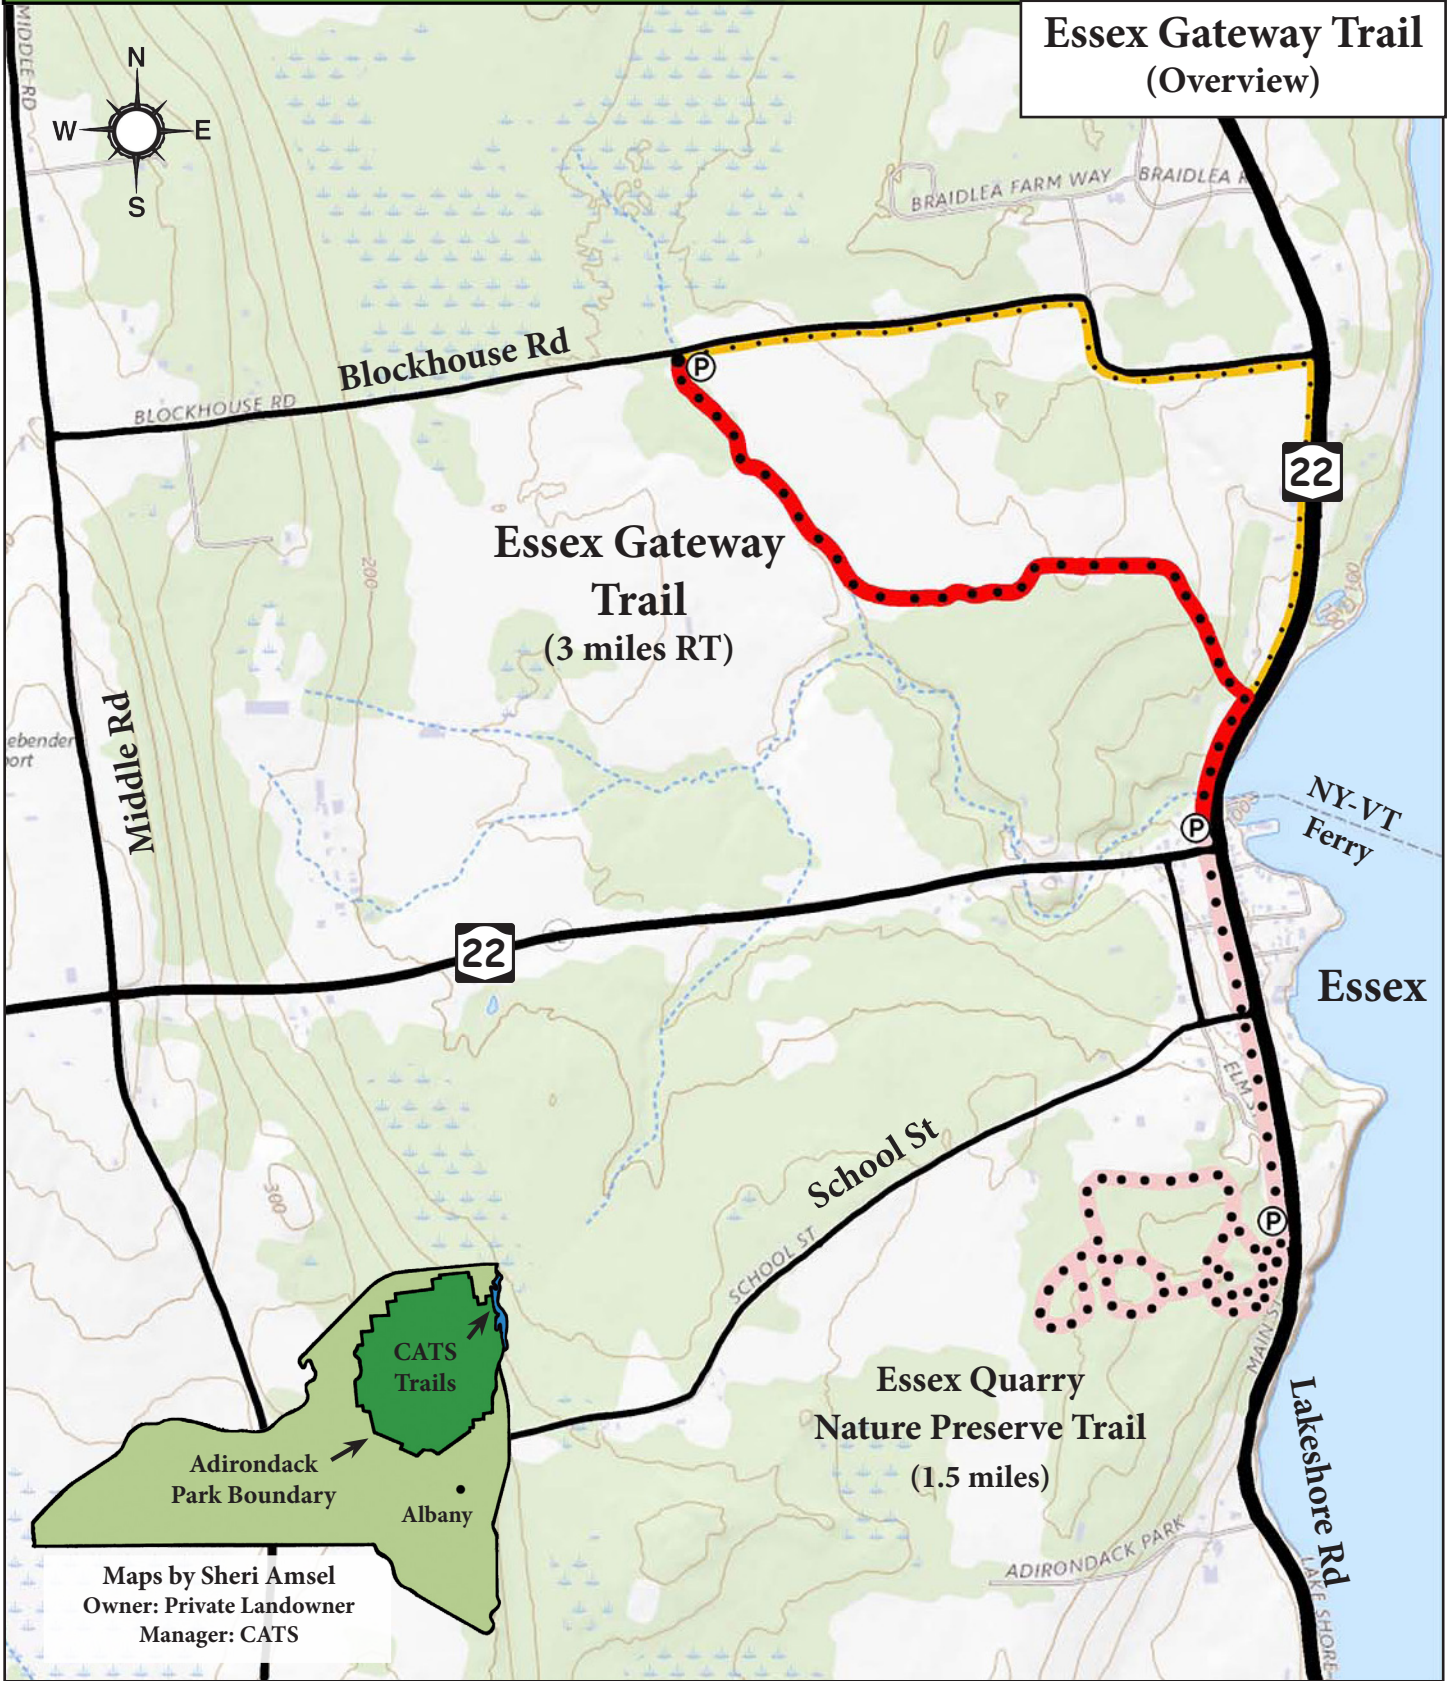 Essex Gateway Trail
(Overview)
MIDDLE RD
N
W
E
S
BRAIDLEA FARM WAY
BRAIDLEA R
Blockhouse Rd
BLOCKHOUSE RD
P
22
Essex Gateway
Trail
(3 miles RT)
200
100
Middle Rd
ebender
port
NY-VT
Ferry
P
22
Essex
ELM S
School St
SCHOOL ST
300
P
MAIN ST
CATS
Trails
Essex Quarry
Nature Preserve Trail
(1.5 miles)
Lakeshore Rd
Adirondack
Park Boundary
Albany
ADIRONDACK PARK
LAKE SHORE
Maps by Sheri Amsel
Owner: Private Landowner
Manager: CATS